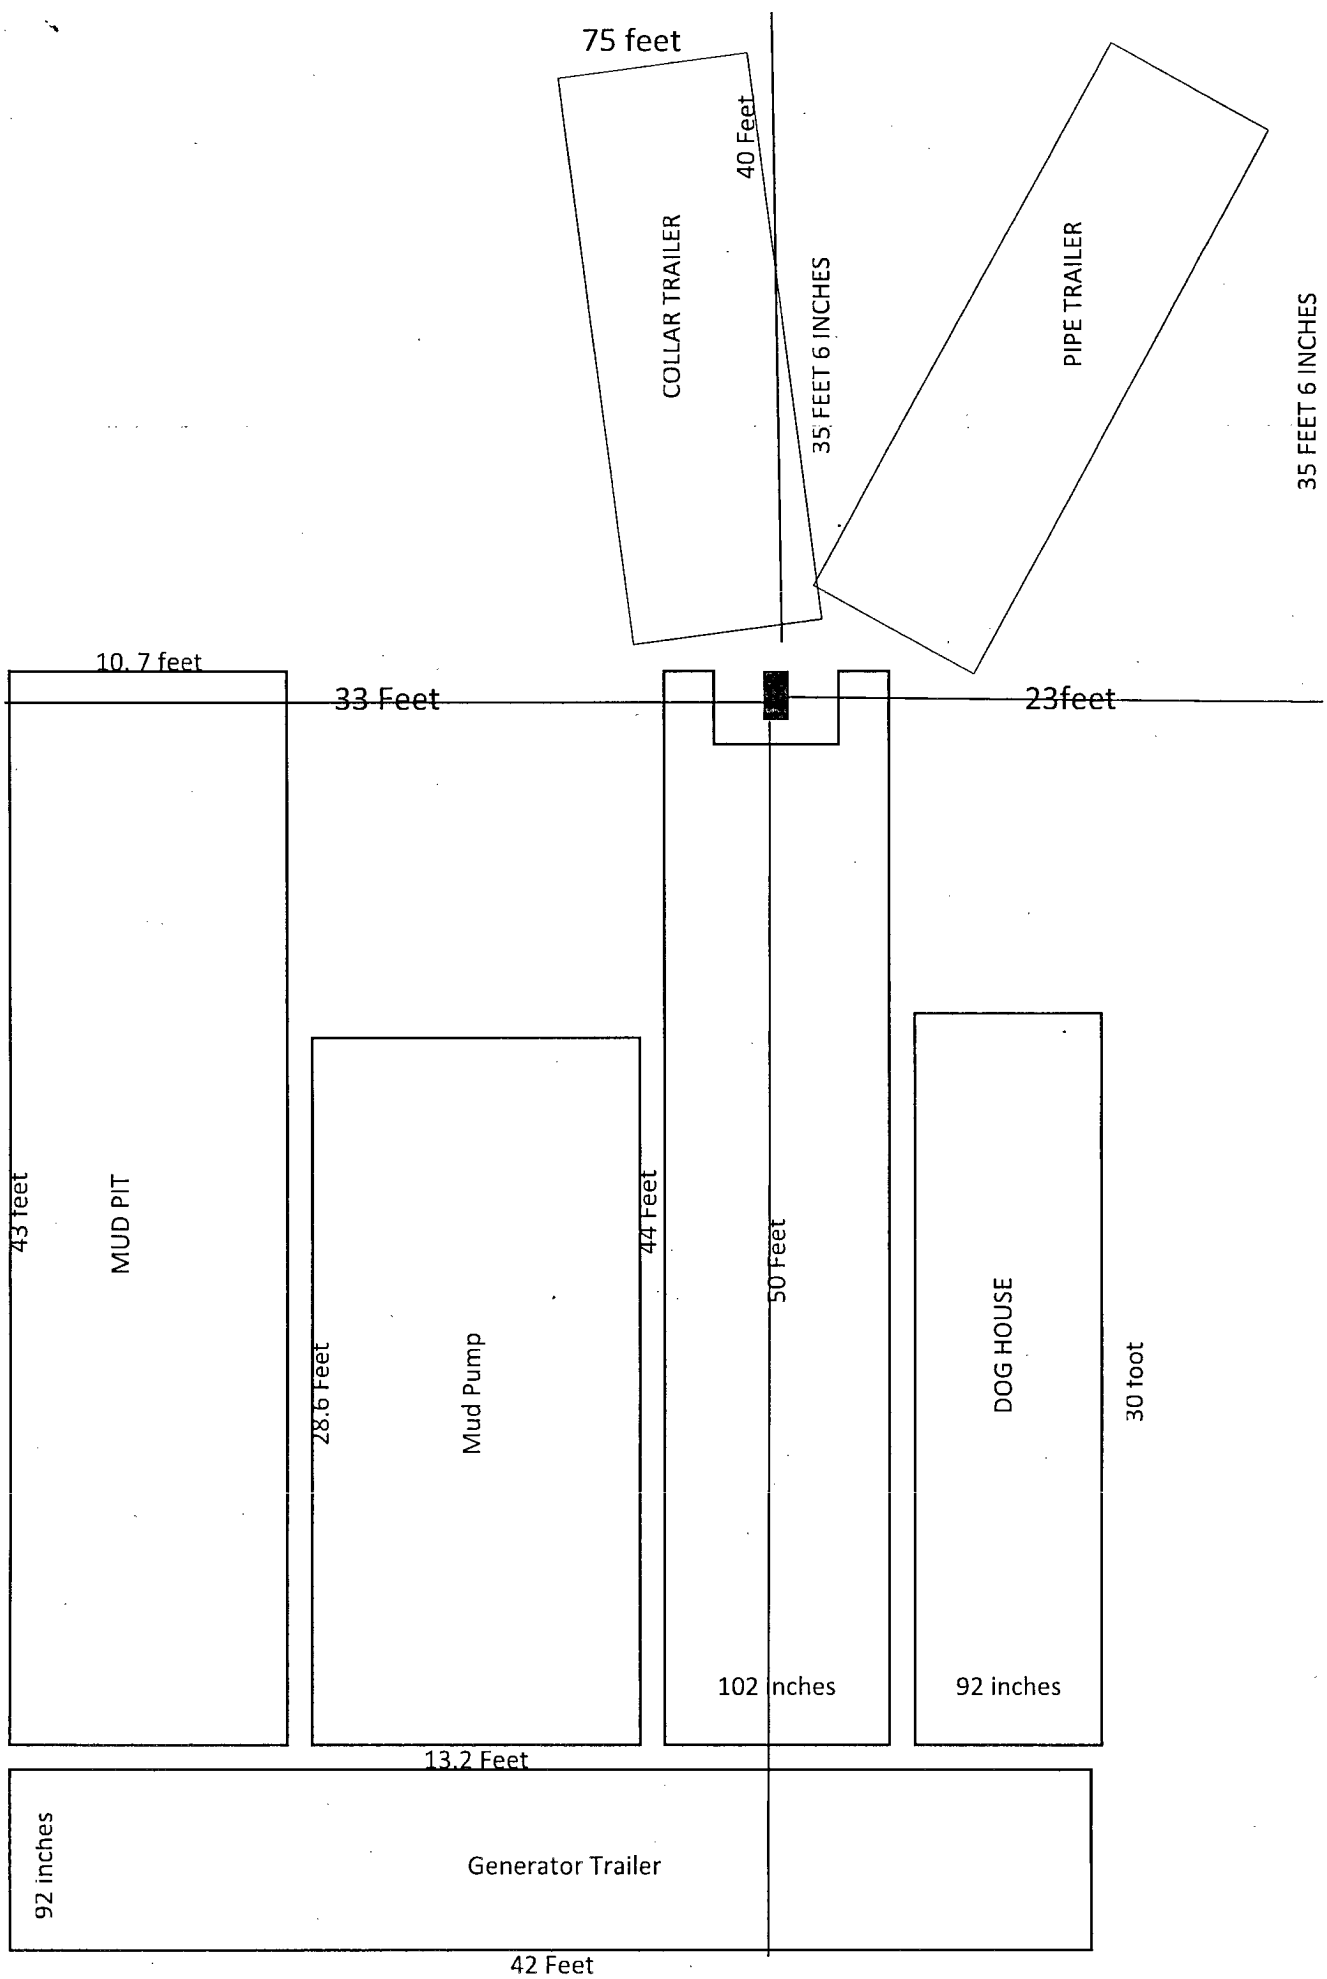 75 feet
40 Feet
COLLAR TRAILER
35 FEET 6 INCHES
PIPE TRAILER
35 FEET 6 INCHES
10. 7 feet
33 Feet
23feet
43 feet
MUD PIT
28.6 Feet
Mud Pump
44 Feet
50 Feet
DOG HOUSE
30 foot
102 inches
92 inches
13.2 Feet
92 inches
Generator Trailer
42 Feet